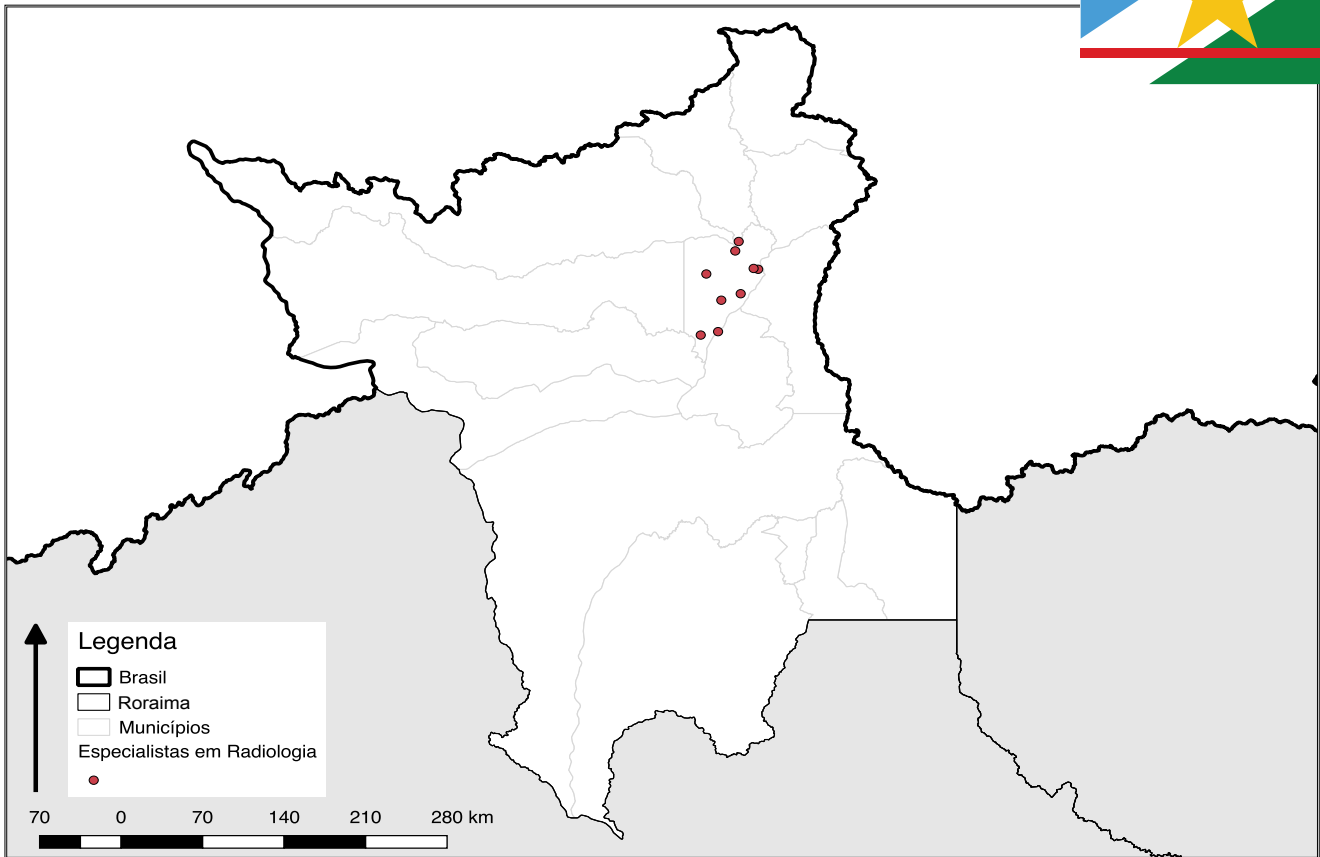 Legenda
Brasil
Roraima
Municípios
Especialistas em Radiologia
70 0 70 140 210 280 km